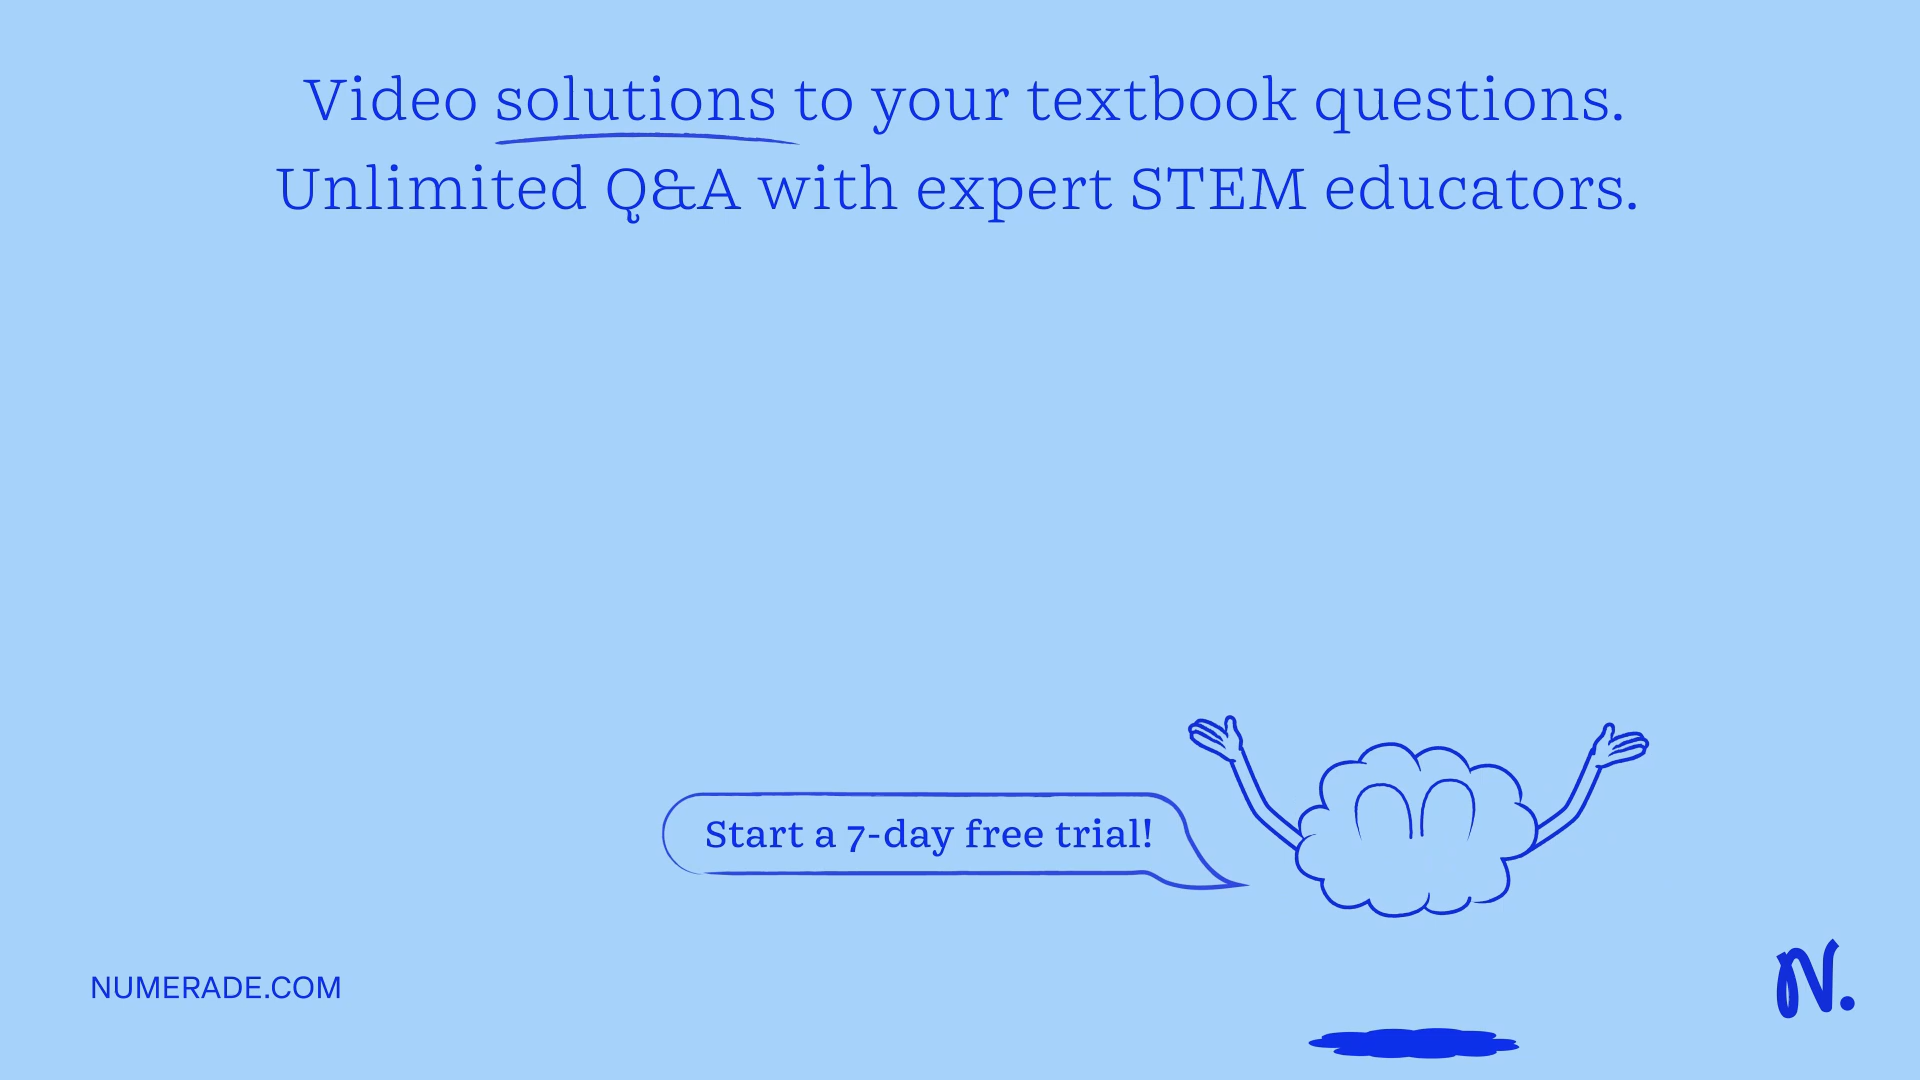 Video solutions to your textbook questions.
Unlimited Q&A with expert STEM educators.
Start a 7-day free trial!
NUMERADE.COM
N.